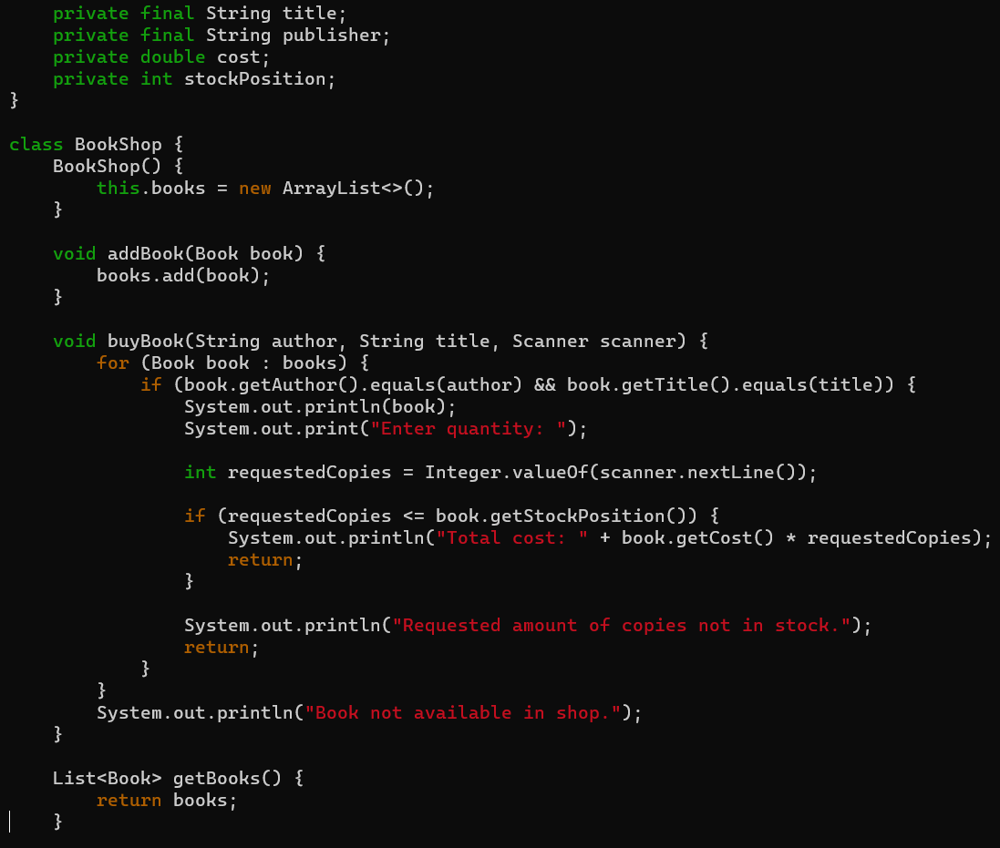 private final String title;
    private final String publisher;
    private double cost;
    private int stockPosition;
}

class BookShop {
    BookShop() {
        this.books = new ArrayList<>();
    }

    void addBook(Book book) {
        books.add(book);
    }

    void buyBook(String author, String title, Scanner scanner) {
        for (Book book : books) {
            if (book.getAuthor().equals(author) && book.getTitle().equals(title)) {
                System.out.println(book);
                System.out.print("Enter quantity: ");

                int requestedCopies = Integer.valueOf(scanner.nextLine());

                if (requestedCopies <= book.getStockPosition()) {
                    System.out.println("Total cost: " + book.getCost() * requestedCopies);
                    return;
                }

                System.out.println("Requested amount of copies not in stock.");
                return;
            }
        }
        System.out.println("Book not available in shop.");
    }

    List<Book> getBooks() {
        return books;
    }